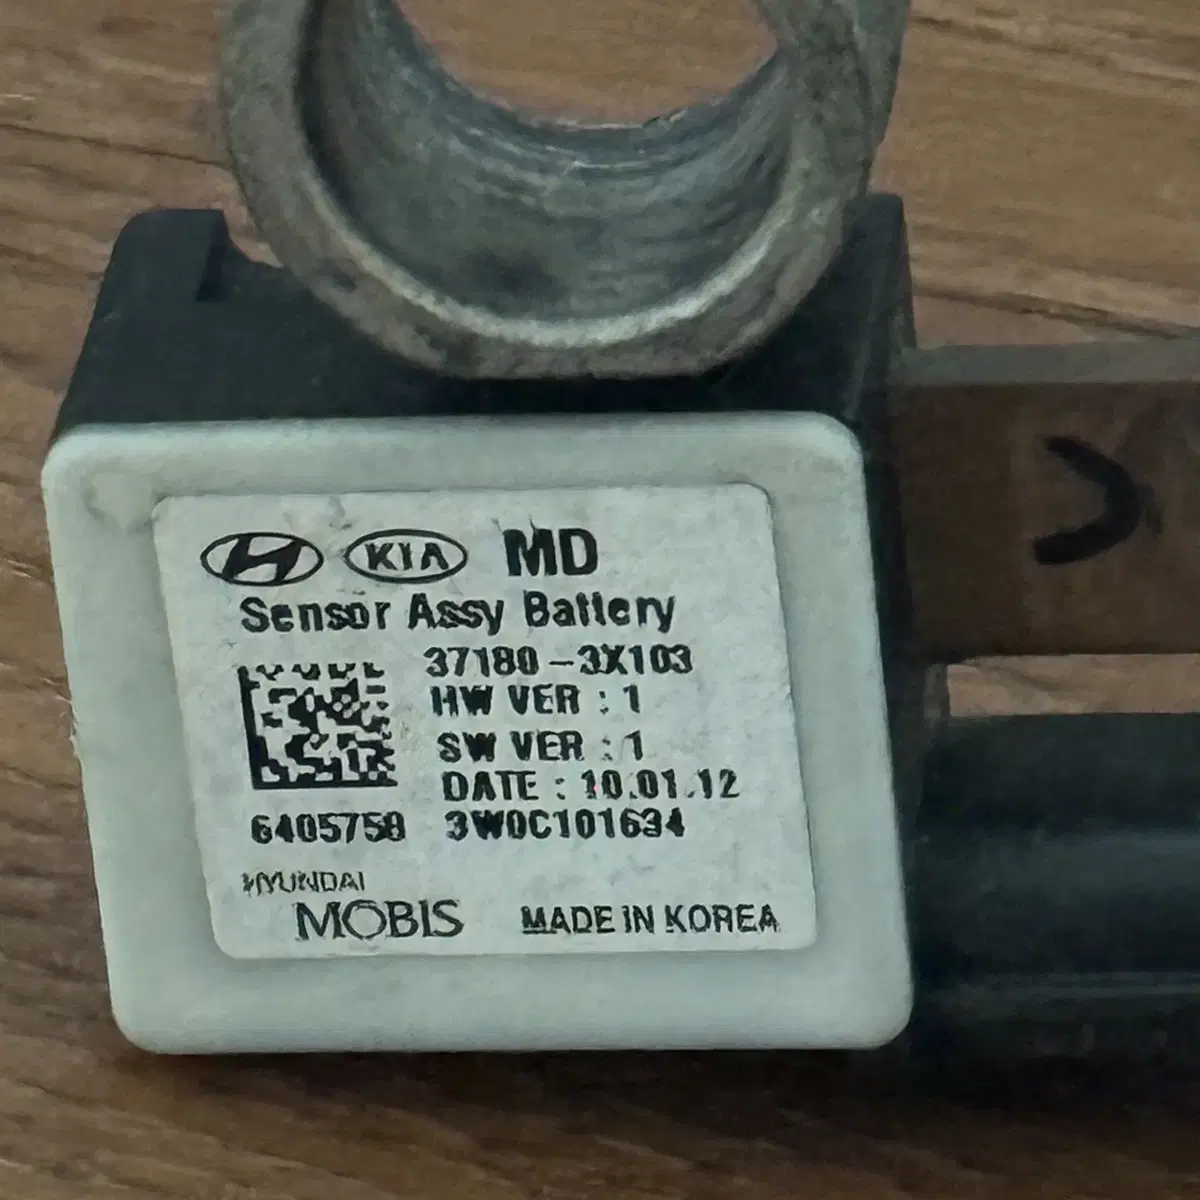 KIA MD
Sensor Assy Battery
37180-3X103
HW VER : 1
SW VER : 1
DATE : 10.01.12
6405758 3W0C101634
HYUNDAI
MOBIS MADE IN KOREA